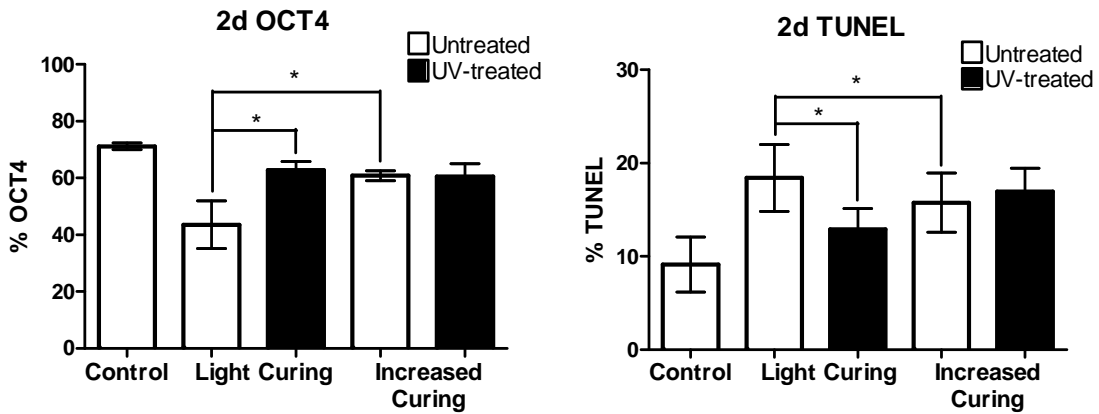 2d OCT4
Untreated
UV-treated
% OCT4
100
80
60
40
20
0
*
*
Control
Light Curing
Increased
Curing
2d TUNEL
Untreated
UV-treated
% TUNEL
30
20
10
0
*
*
Control
Light Curing
Increased
Curing